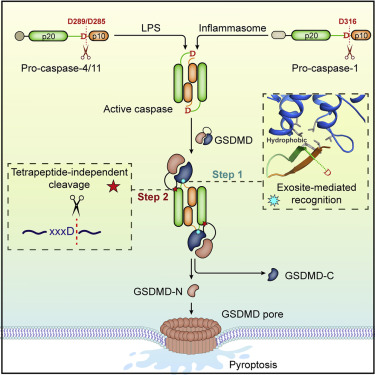 D289/D285
p20
D
p10
Pro-caspase-4/11
LPS
Inflammasome
D316
p20
D
p10
Pro-caspase-1
D
D
Active caspase
GSDMD
Hydrophobic
D
Exosite-mediated
recognition
Step 1
Tetrapeptide-independent
cleavage
xxxD
Step 2
GSDMD-C
GSDMD-N
GSDMD pore
Pyroptosis